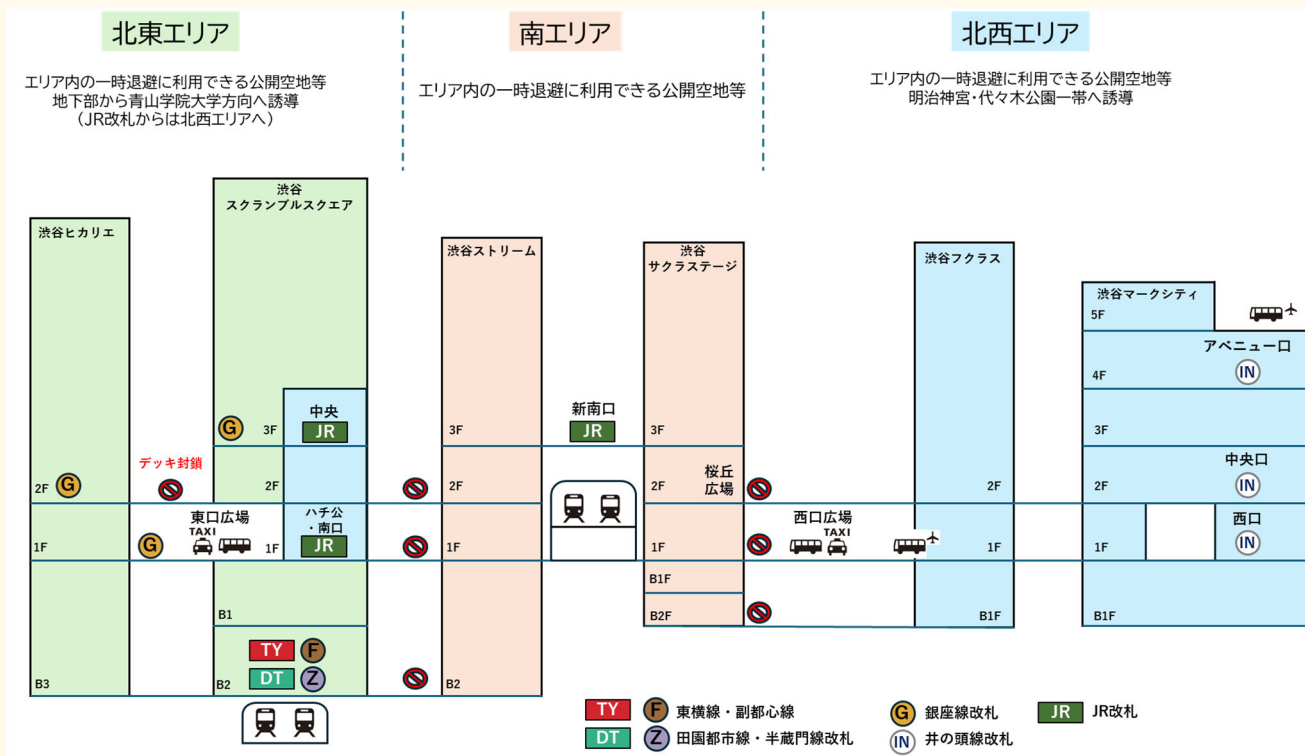 北東エリア
エリア内の一時退避に利用できる公開空地等
地下部から青山学院大学方向へ誘導
(JR改札からは北西エリアへ)
南エリア
エリア内の一時退避に利用できる公開空地等
北西エリア
エリア内の一時退避に利用できる公開空地等
明治神宮・代々木公園一帯へ誘導
渋谷ヒカリエ
2F G
1F
B3
デッキ封鎖
東口広場
TAXI
G
渋谷
スクランブルスクエア
G 3F
中央
JR
2F
ハチ公
・南口
1F
JR
B1
TY F
DT Z
B2
渋谷ストリーム
3F
2F
1F
B2
新南口
JR
渋谷
サクラステージ
3F
2F
桜丘
広場
1F
B1F
B2F
西口広場
TAXI
渋谷フクラス
2F
1F
B1F
渋谷マークシティ
5F
アベニュー口
4F
IN
3F
中央口
2F
IN
西口
1F
IN
B1F
TY F 東横線・副都心線
DT Z 田園都市線・半蔵門線改札
G 銀座線改札
IN 井の頭線改札
JR JR改札